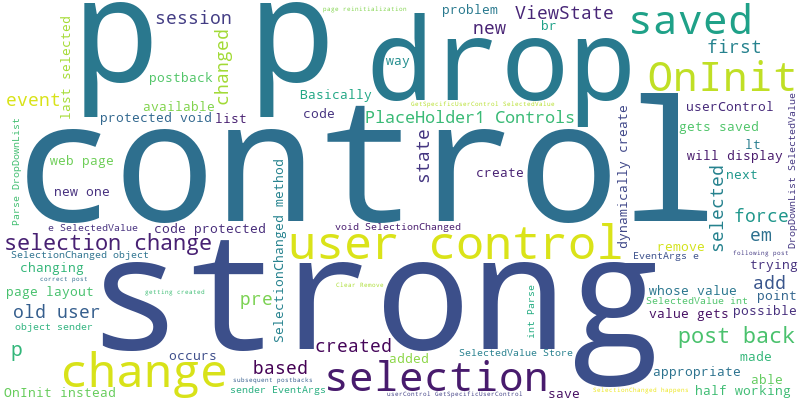 p p
drop
control
strong
user control
selection
change
saved
OnInit
session
ViewState
problem
new
page reinitialization
last selected
changed
postback
available
event
br
way
first
Basically
GetSpecificUserControl SelectedValue
userControl
protected void
list
code
PlaceHolder1 Controls
gets saved
Parse DropDownList
web page
state
create
dynamically create
lt
will display
DropDownList SelectedValue
new one
SelectionChanged method
selected
next
e SelectedValue
code protected
void SelectionChanged
force
em
selection change
SelectionChanged object
EventArgs e
remove
following post
changing
correct post
trying
page layout
getting created
pre
Clear Remove
int Parse
whose value
add
SelectedValue int
point
old user
object sender
value gets
possible
p
created
post back
occurs
based
added
SelectedValue Store
made
appropriate
subsequent postbacks
able
OnInit instead
sender EventArgs
userControl GetSpecificUserControl
save
SelectionChanged happens
half working